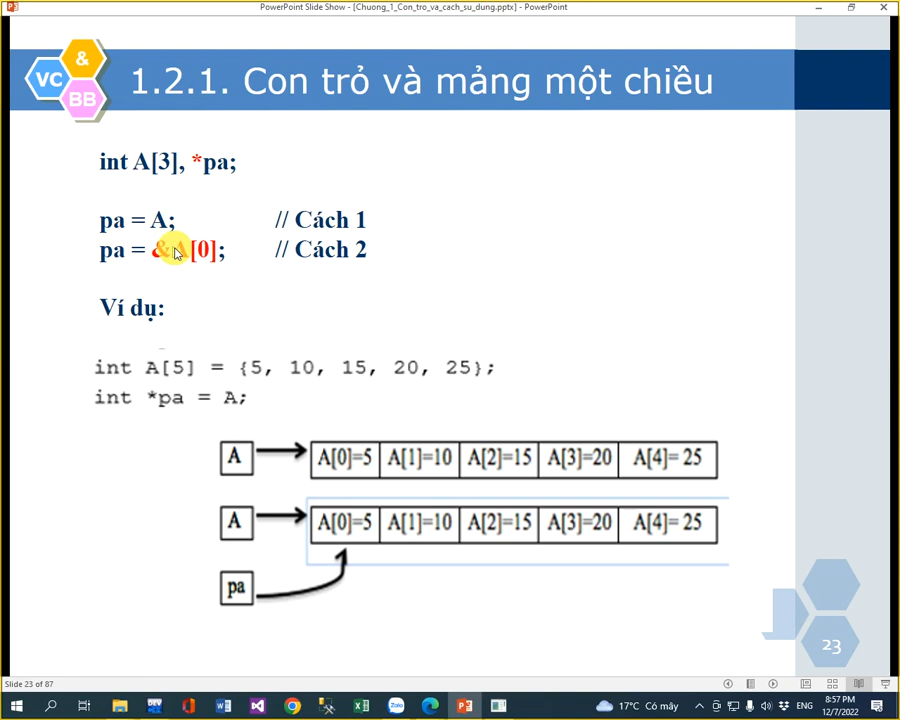 PowerPoint Slide Show - [Chuong_1_Con_tro_va_cach_su_dung.pptx] - PowerPoint
&
VC
BB
1.2.1. Con trỏ và mảng một chiều
int A[3], *pa;
pa = A; // Cách 1
pa = &A[0]; // Cách 2
Ví dụ:
int A[5] = {5, 10, 15, 20, 25};
int *pa = A;
A A[0]=5 A[1]=10 A[2]=15 A[3]=20 A[4]= 25
A A[0]=5 A[1]=10 A[2]=15 A[3]=20 A[4]= 25
pa
23
Slide 23 of 87
Zalo
17°C Có mây
ENG
8:57 PM
12/7/2022